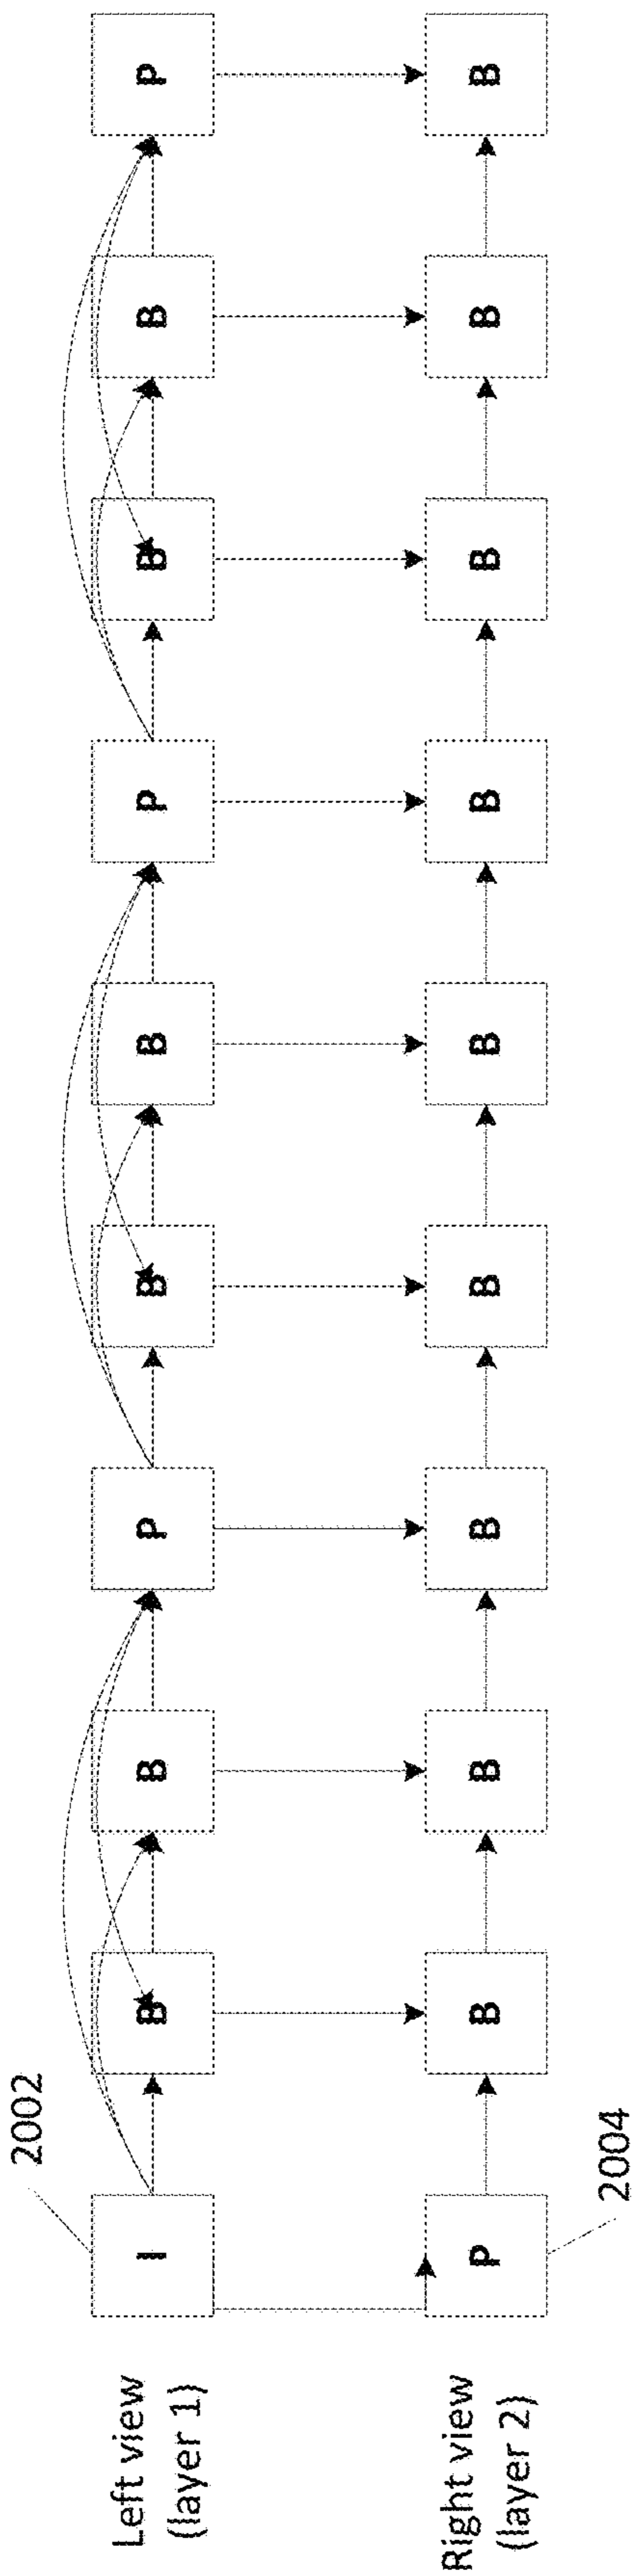 2002
Left view
(layer 1)
I B B P B B P B B P
Right view
(layer 2)
P B B B B B B B B B
2004